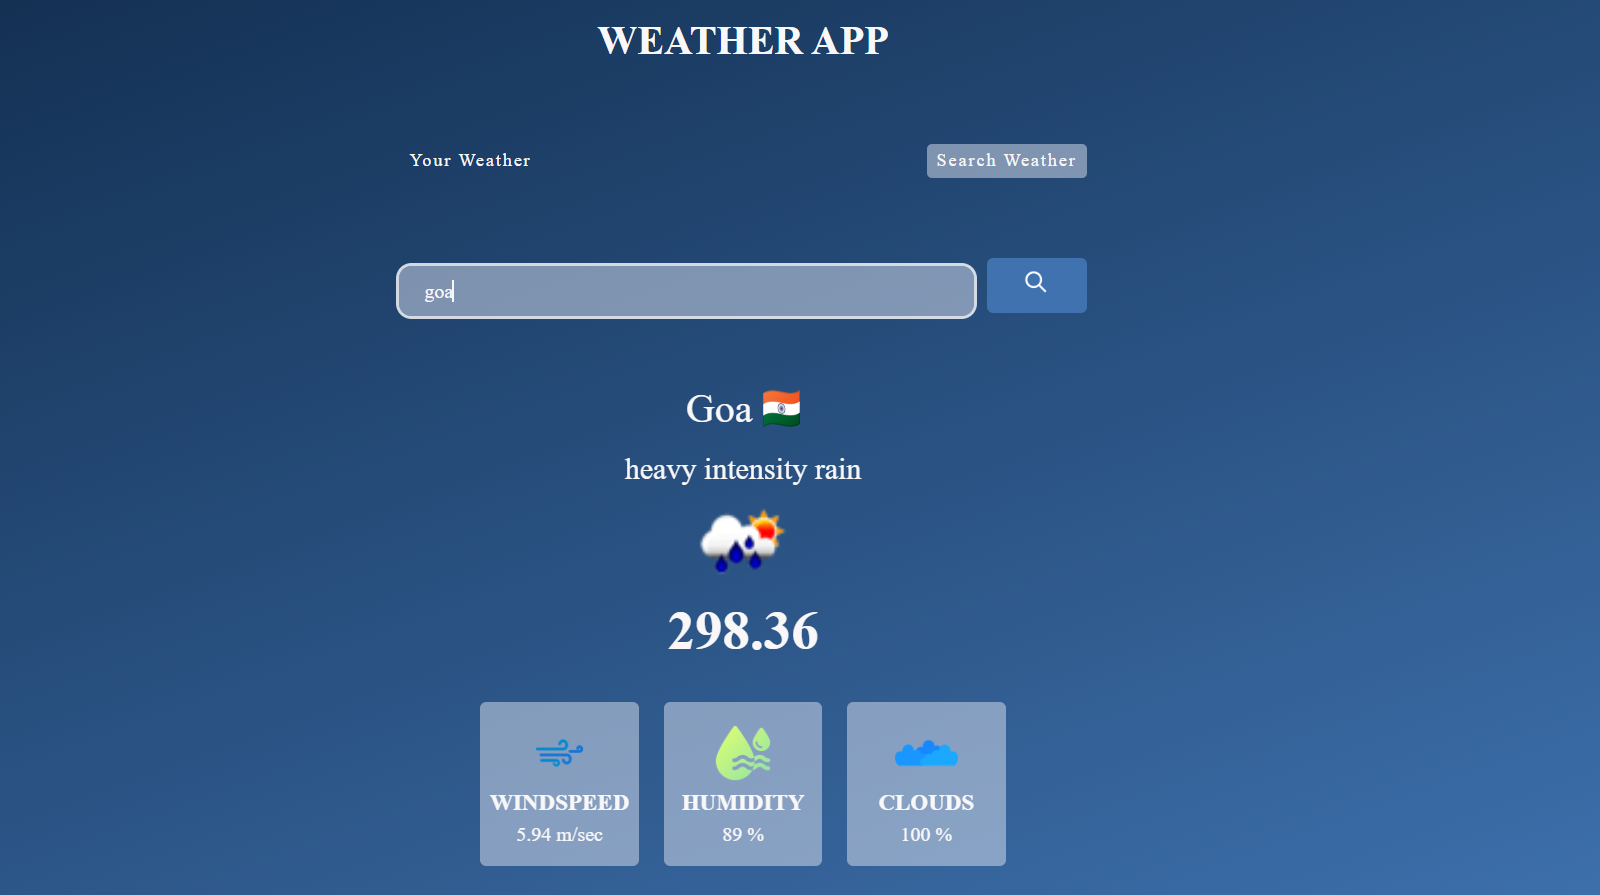 WEATHER APP
Your Weather
Search Weather
goa
Goa
heavy intensity rain
298.36
WINDSPEED
5.94 m/sec
HUMIDITY
89 %
CLOUDS
100 %